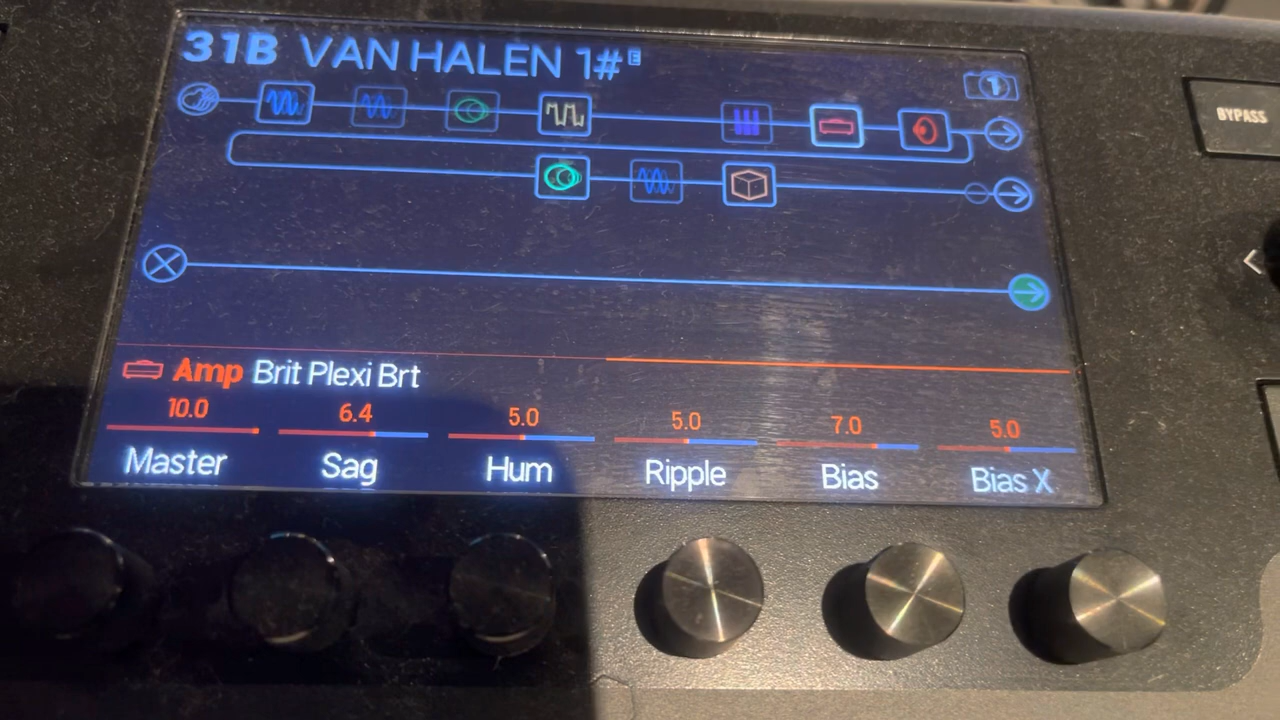 31B VAN HALEN 1# E
1
BYPASS
Amp Brit Plexi Brt
10.0 6.4 5.0 5.0 7.0 5.0
Master Sag Hum Ripple Bias Bias X